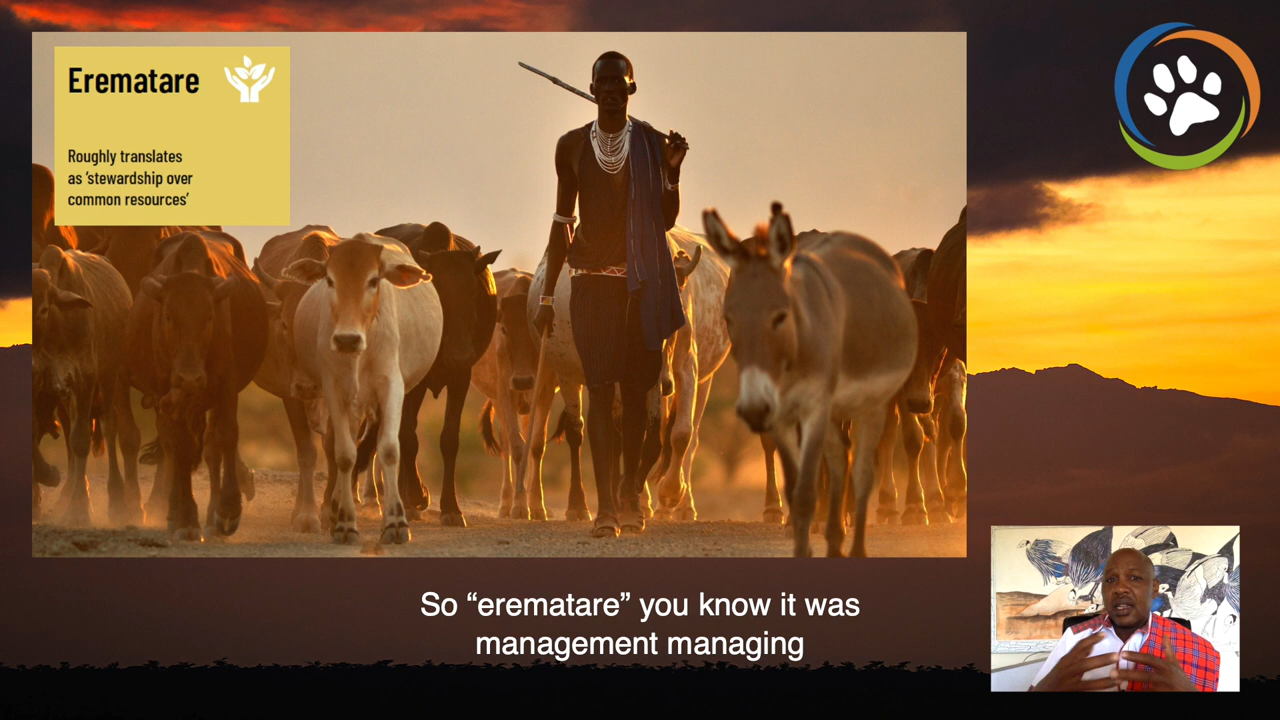 Erematare
Roughly translates
as ‘stewardship over
common resources’
So “erematare” you know it was
management managing